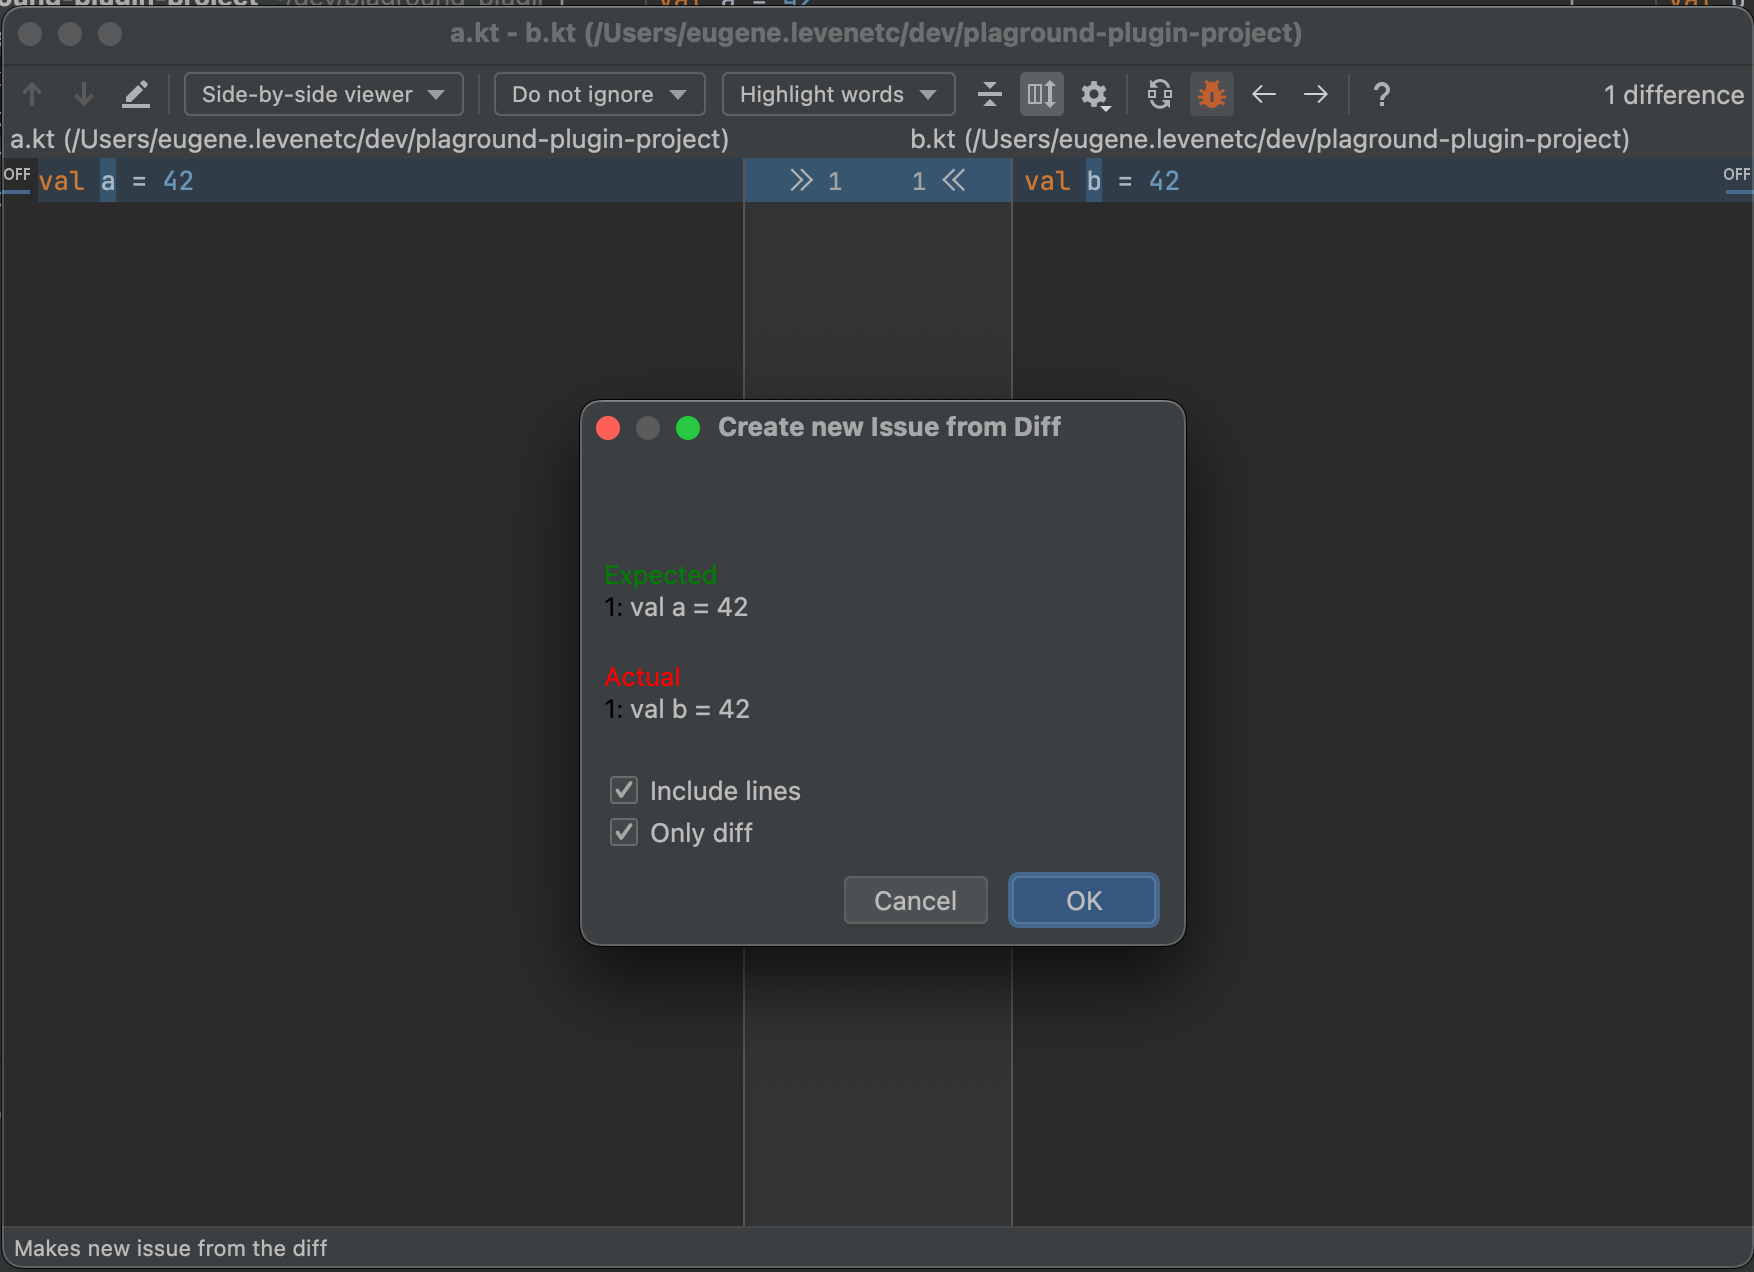 a.kt - b.kt (/Users/eugene.levenetc/dev/plaground-plugin-project)
Side-by-side viewer
Do not ignore
Highlight words
?
1 difference
a.kt (/Users/eugene.levenetc/dev/plaground-plugin-project)
b.kt (/Users/eugene.levenetc/dev/plaground-plugin-project)
OFF
val a = 42
1
1
val b = 42
OFF
Create new Issue from Diff
Expected
1: val a = 42
Actual
1: val b = 42
Include lines
Only diff
Cancel
OK
Makes new issue from the diff